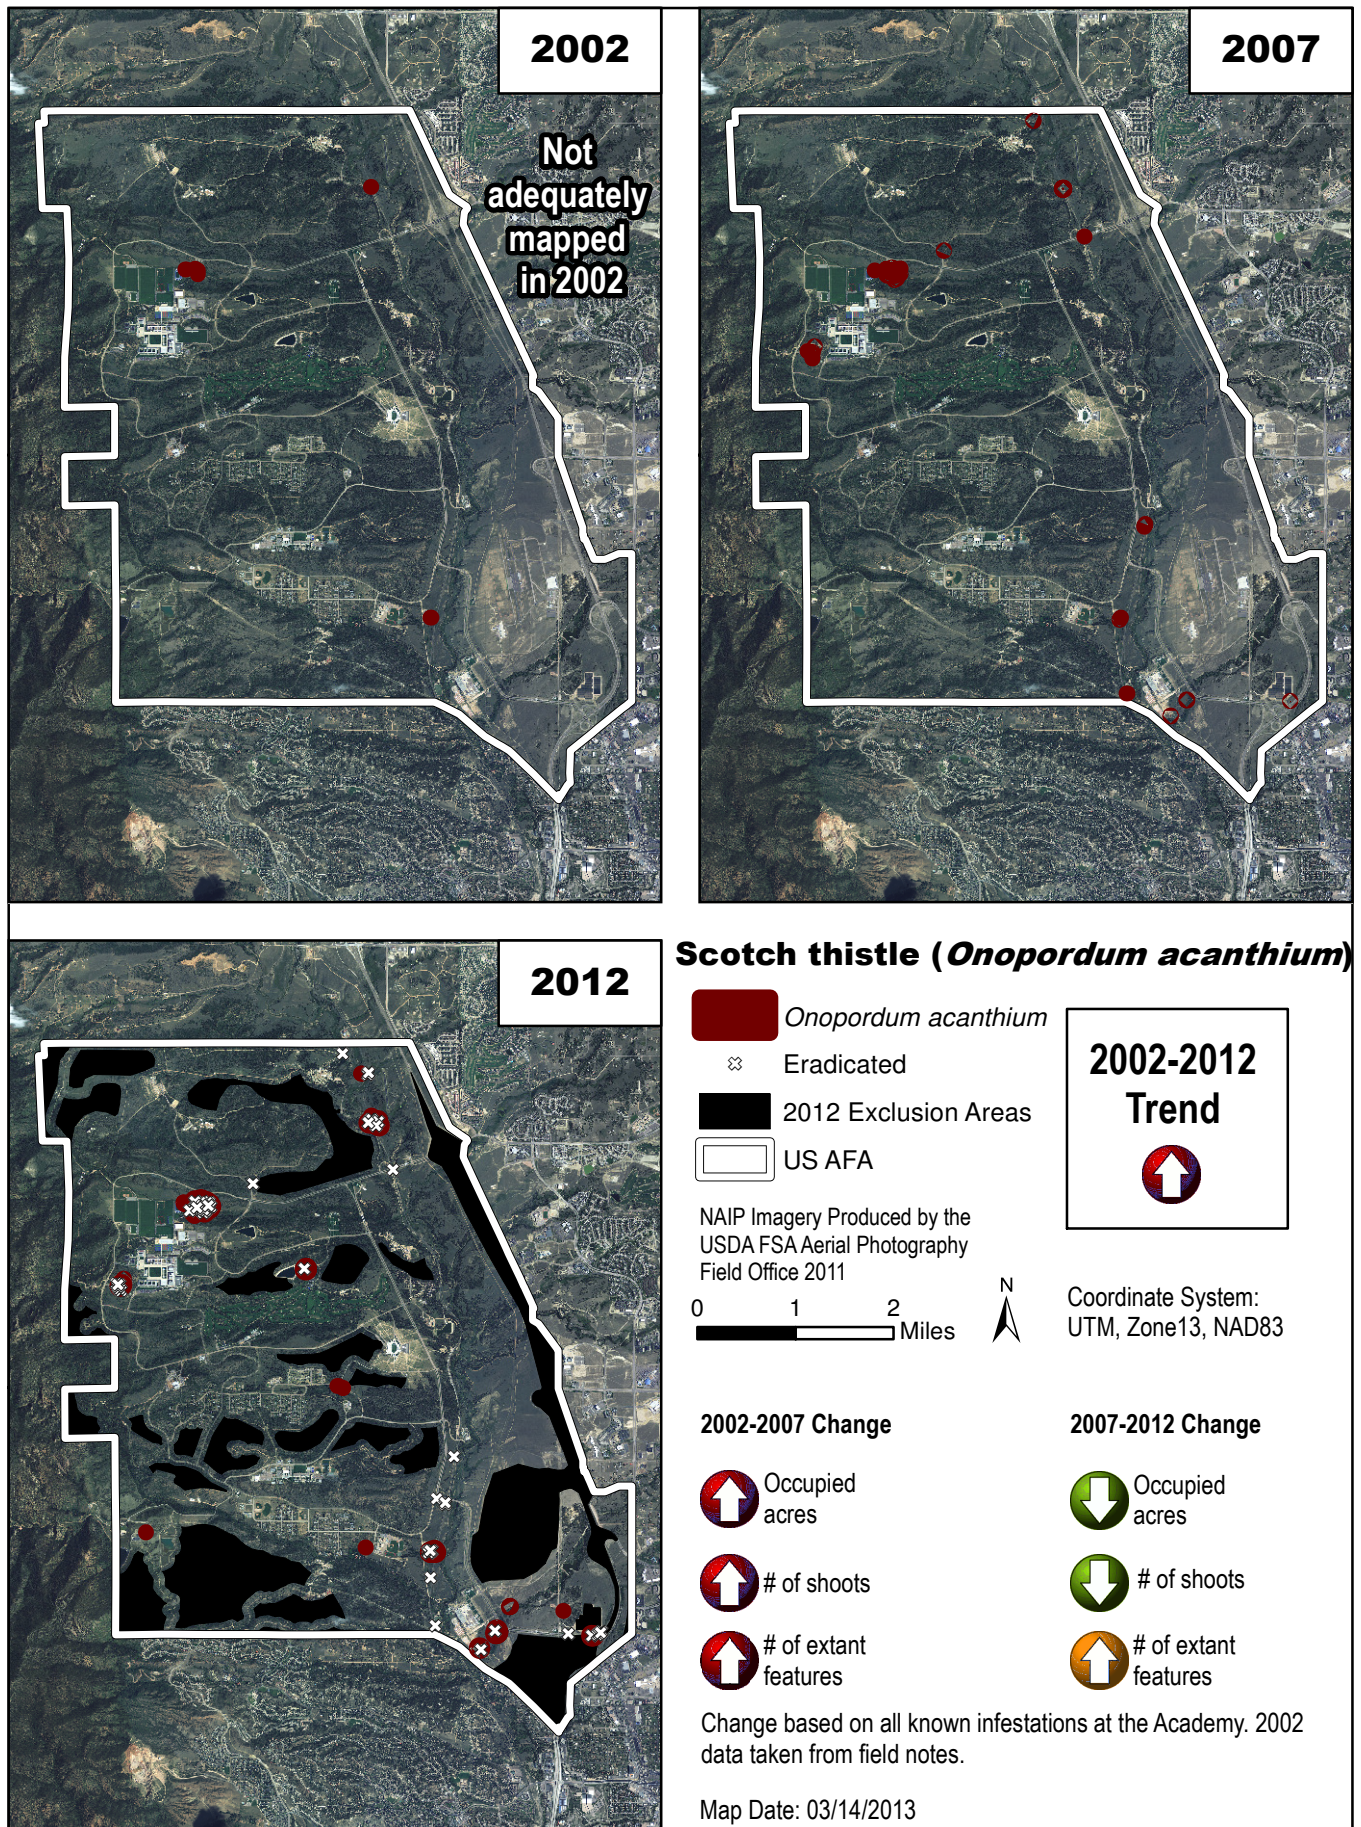 2002
Not
adequately
mapped
in 2002
2007
2012
Scotch thistle (Onopordum acanthium)
Onopordum acanthium
Eradicated
2012 Exclusion Areas
US AFA
2002-2012
Trend
NAIP Imagery Produced by the
USDA FSA Aerial Photography
Field Office 2011
0 1 2
Miles
N
Coordinate System:
UTM, Zone13, NAD83
2002-2007 Change
Occupied
acres
# of shoots
# of extant
features
2007-2012 Change
Occupied
acres
# of shoots
# of extant
features
Change based on all known infestations at the Academy. 2002
data taken from field notes.
Map Date: 03/14/2013